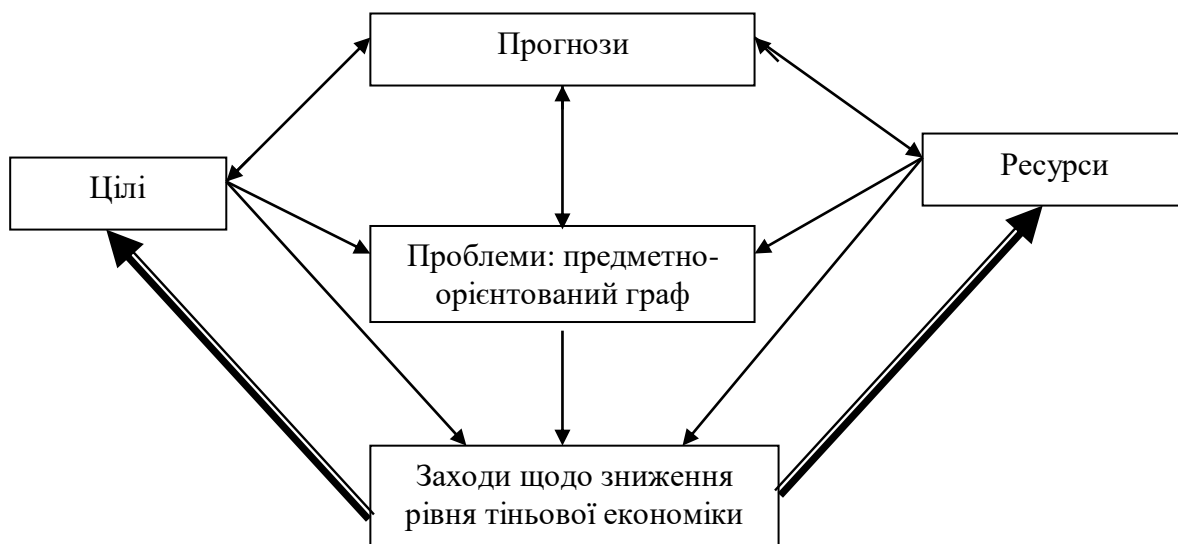 Прогнози
Цілі
Ресурси
Проблеми: предметно-
орієнтований граф
Заходи щодо зниження
рівня тіньової економіки